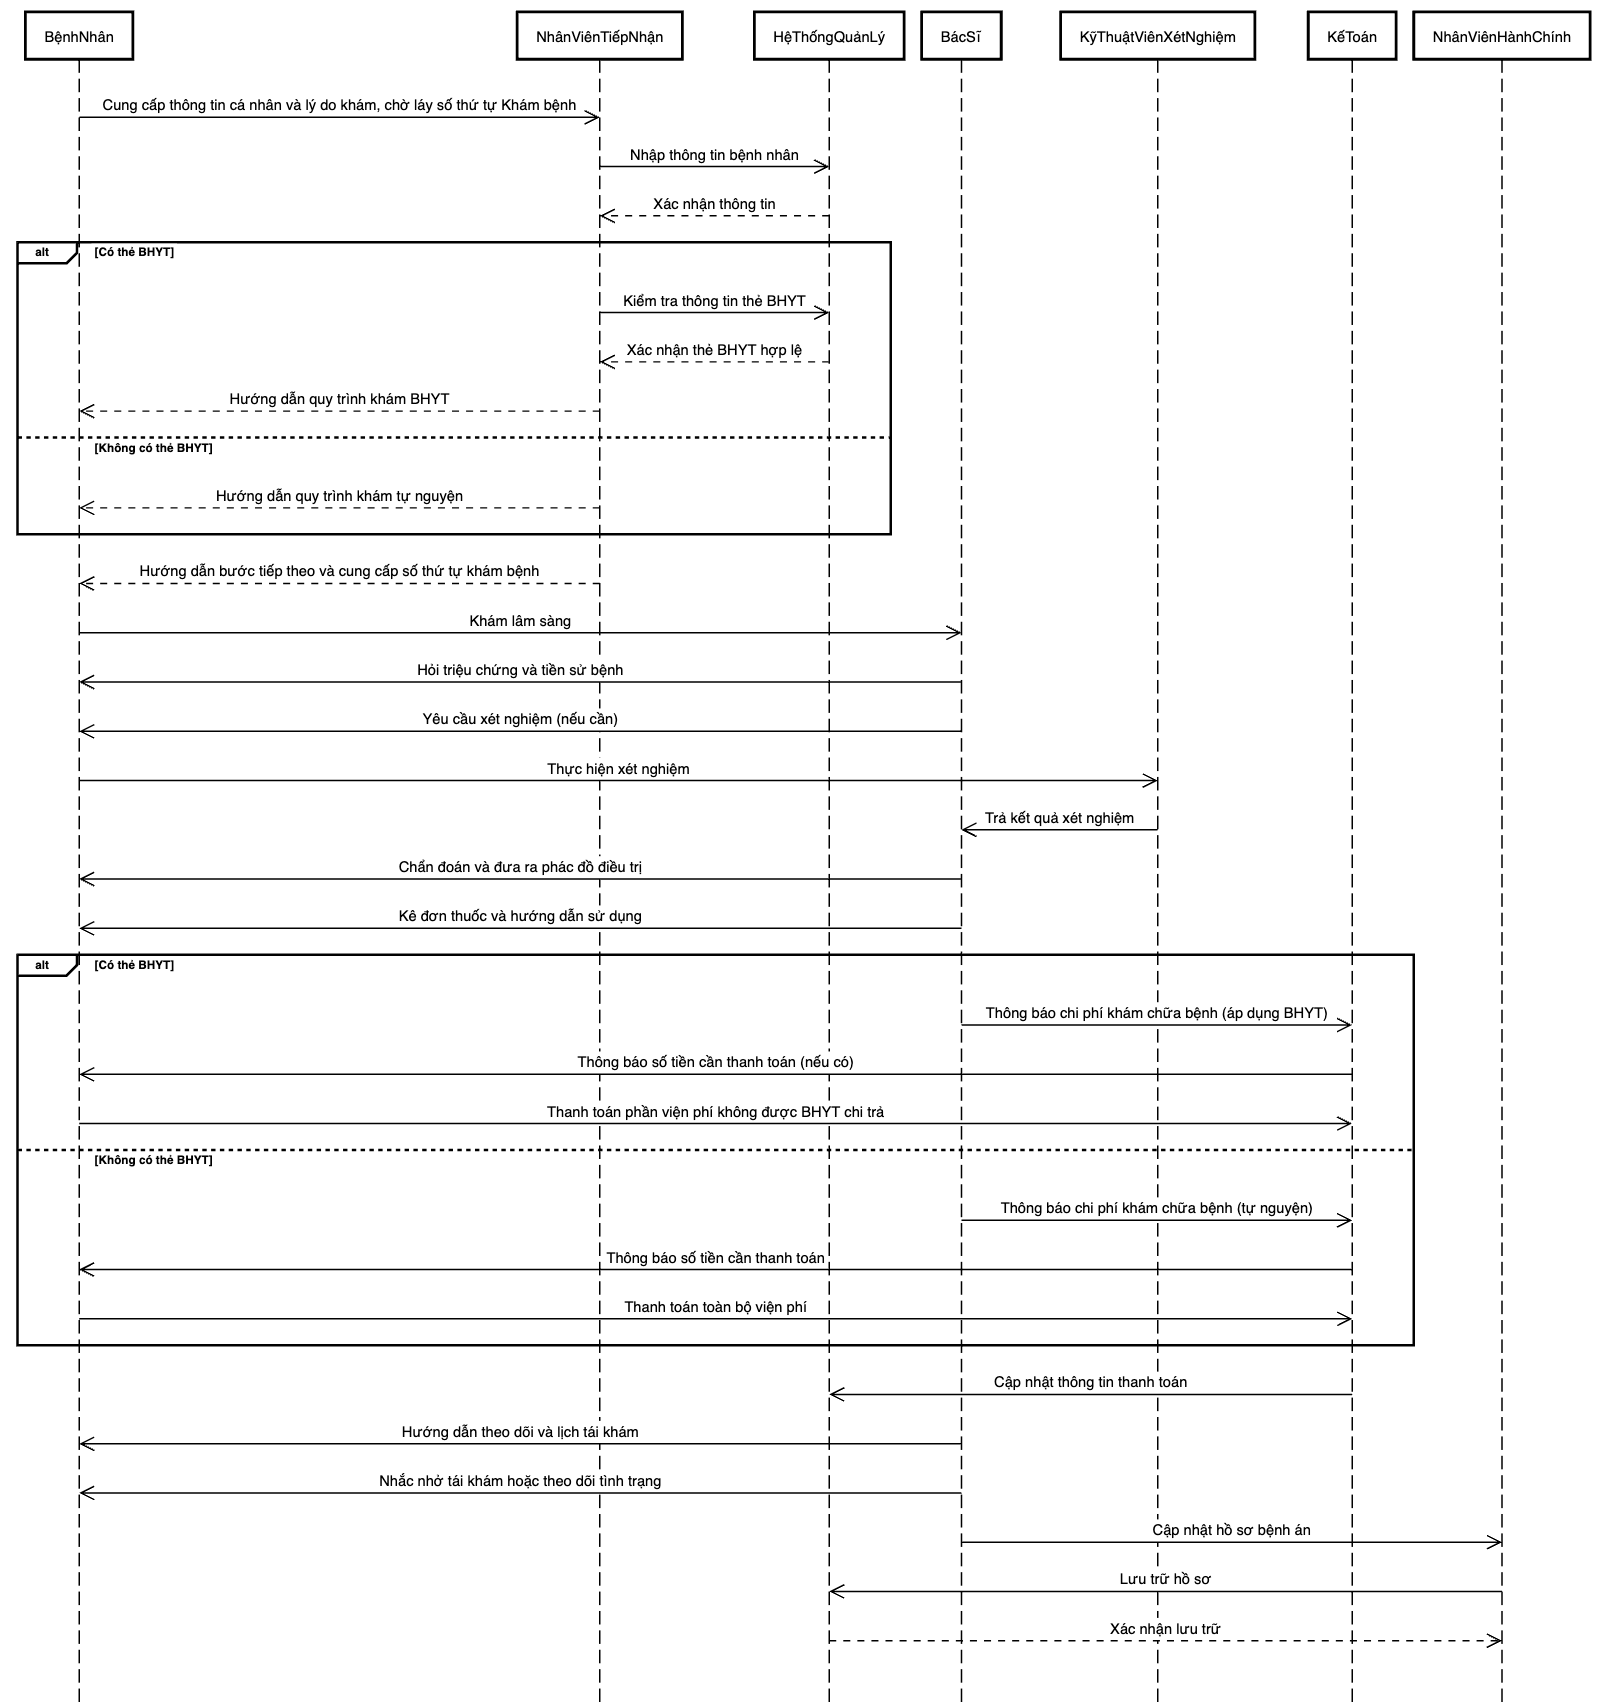 BệnhNhân
NhânViênTiếpNhận
HệThốngQuảnLý
BácSĩ
KỹThuậtViênXétNghiệm
KếToán
NhânViênHànhChính
Cung cấp thông tin cá nhân và lý do khám, chờ láy số thứ tự Khám bệnh
Nhập thông tin bệnh nhân
Xác nhận thông tin
alt
[Có thẻ BHYT]
Kiểm tra thông tin thẻ BHYT
Xác nhận thẻ BHYT hợp lệ
Hướng dẫn quy trình khám BHYT
[Không có thẻ BHYT]
Hướng dẫn quy trình khám tự nguyện
Hướng dẫn bước tiếp theo và cung cấp số thứ tự khám bệnh
Khám lâm sàng
Hỏi triệu chứng và tiền sử bệnh
Yêu cầu xét nghiệm (nếu cần)
Thực hiện xét nghiệm
Trả kết quả xét nghiệm
Chẩn đoán và đưa ra phác đồ điều trị
Kê đơn thuốc và hướng dẫn sử dụng
alt
[Có thẻ BHYT]
Thông báo chi phí khám chữa bệnh (áp dụng BHYT)
Thông báo số tiền cần thanh toán (nếu có)
Thanh toán phần viện phí không được BHYT chi trả
[Không có thẻ BHYT]
Thông báo chi phí khám chữa bệnh (tự nguyện)
Thông báo số tiền cần thanh toán
Thanh toán toàn bộ viện phí
Cập nhật thông tin thanh toán
Hướng dẫn theo dõi và lịch tái khám
Nhắc nhở tái khám hoặc theo dõi tình trạng
Cập nhật hồ sơ bệnh án
Lưu trữ hồ sơ
Xác nhận lưu trữ